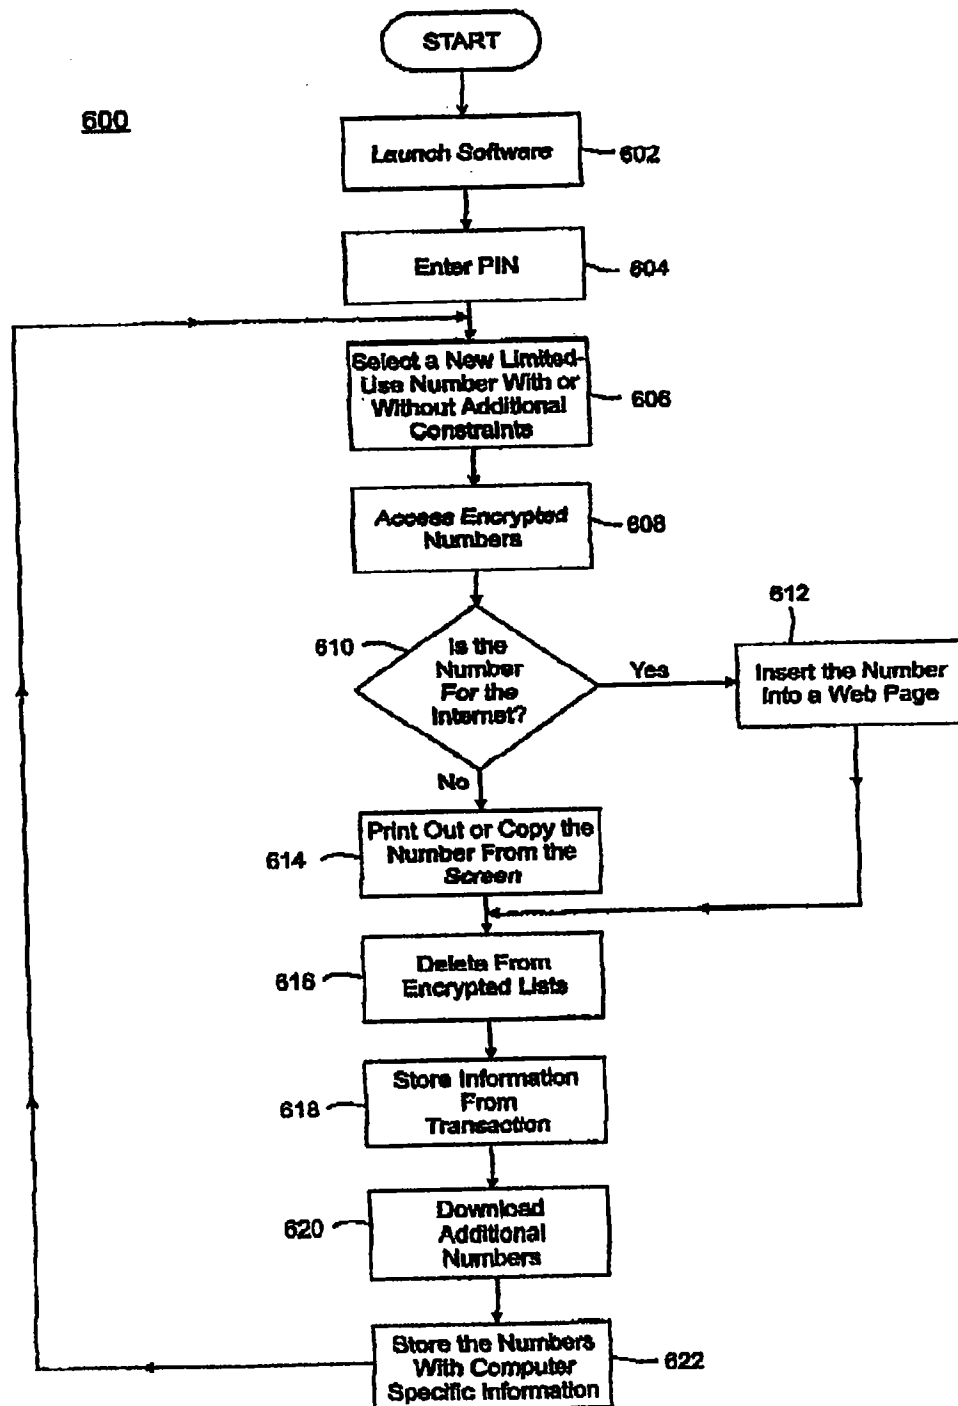 START
600
Launch Software
602
Enter PIN
604
Select a New Limited-
Use Number With or
Without Additional
Constraints
606
Access Encrypted
Numbers
608
610
Is the
Number
For the
Internet?
Yes
612
Insert the Number
Into a Web Page
No
614
Print Out or Copy the
Number From the
Screen
616
Delete From
Encrypted Lists
618
Store Information
From
Transaction
620
Download
Additional
Numbers
Store the Numbers
With Computer
Specific Information
622